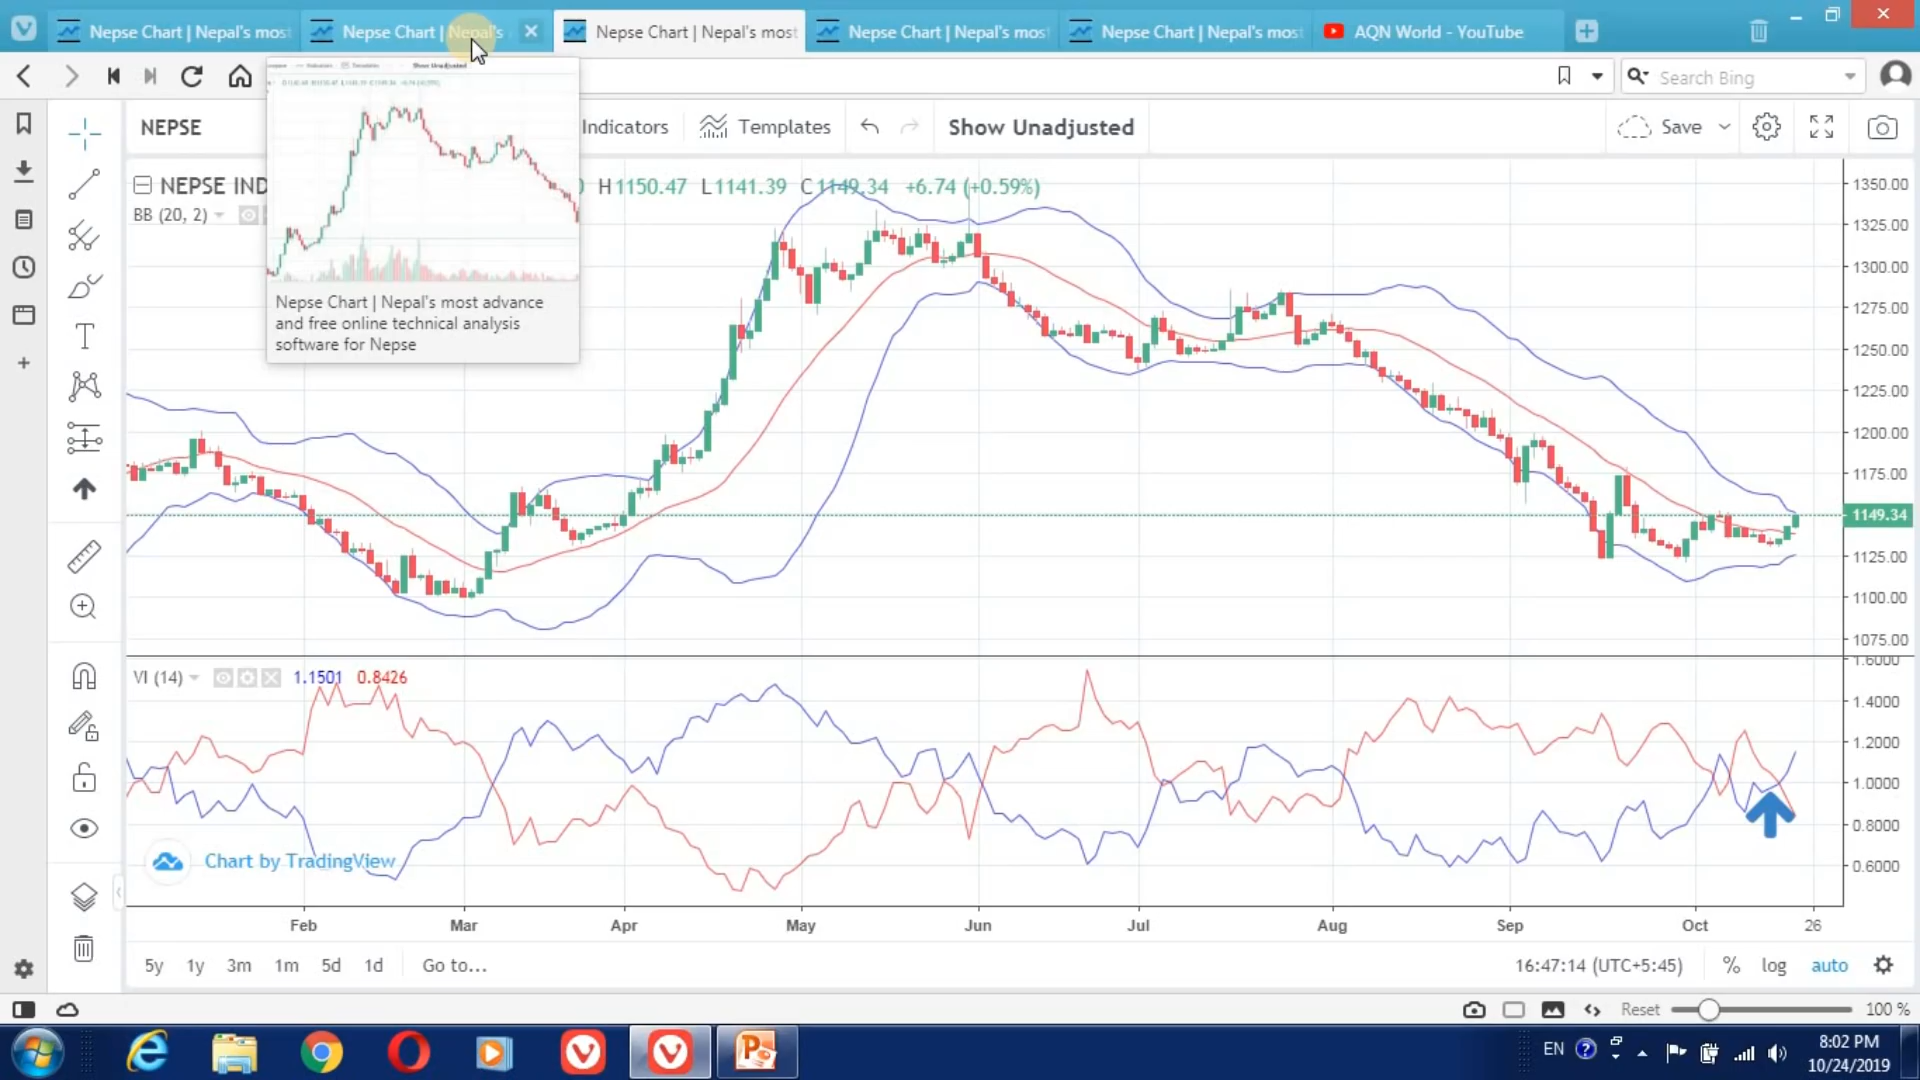 Nepse Chart | Nepal's most
Nepse Chart | Nepal's
Nepse Chart | Nepal's most
Nepse Chart | Nepal's most
Nepse Chart | Nepal's most
AQN World - YouTube
Search Bing
NEPSE
Indicators
Templates
Show Unadjusted
Save
NEPSE IND
H1150.47 L1141.39 C1149.34 +6.74 (+0.59%)
BB (20, 2)
Show Unadjusted
Nepse Chart | Nepal's most advance
and free online technical analysis
software for Nepse
1350.00
1325.00
1300.00
1275.00
1250.00
1225.00
1200.00
1175.00
1149.34
1125.00
1100.00
1075.00
VI (14) 1.1501 0.8426
1.6000
1.4000
1.2000
1.0000
0.8000
0.6000
Chart by TradingView
Feb Mar Apr May Jun Jul Aug Sep Oct 26
5y 1y 3m 1m 5d 1d Go to...
16:47:14 (UTC+5:45) % log auto
Reset 100 %
EN
8:02 PM
10/24/2019